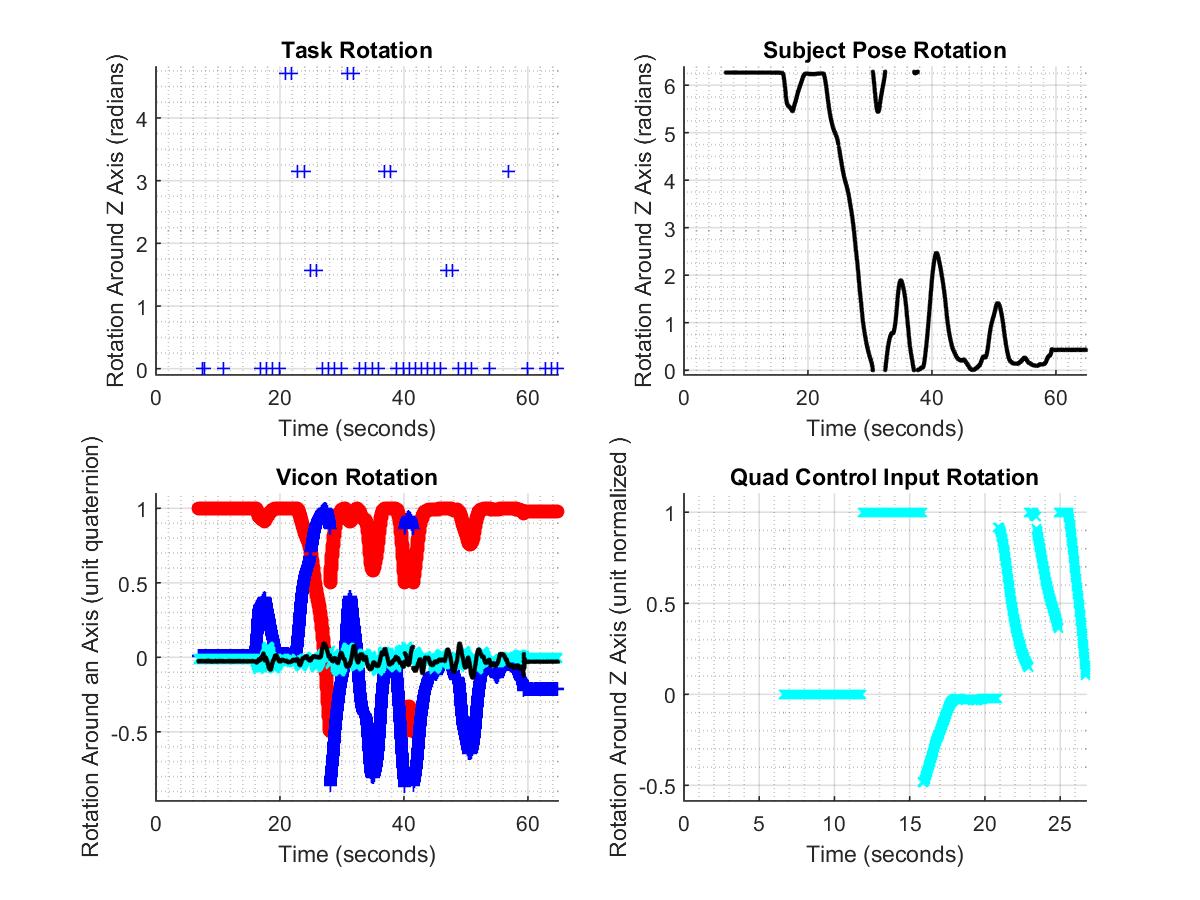 Task Rotation
Rotation Around Z Axis (radians)
4
3
2
1
0
0 20 40 60
Time (seconds)
Subject Pose Rotation
Rotation Around Z Axis (radians)
6
5
4
3
2
1
0
0 20 40 60
Time (seconds)
Vicon Rotation
Rotation Around an Axis (unit quaternion)
1
0.5
0
-0.5
0 20 40 60
Time (seconds)
Quad Control Input Rotation
Rotation Around Z Axis (unit normalized )
1
0.5
0
-0.5
0 5 10 15 20 25
Time (seconds)